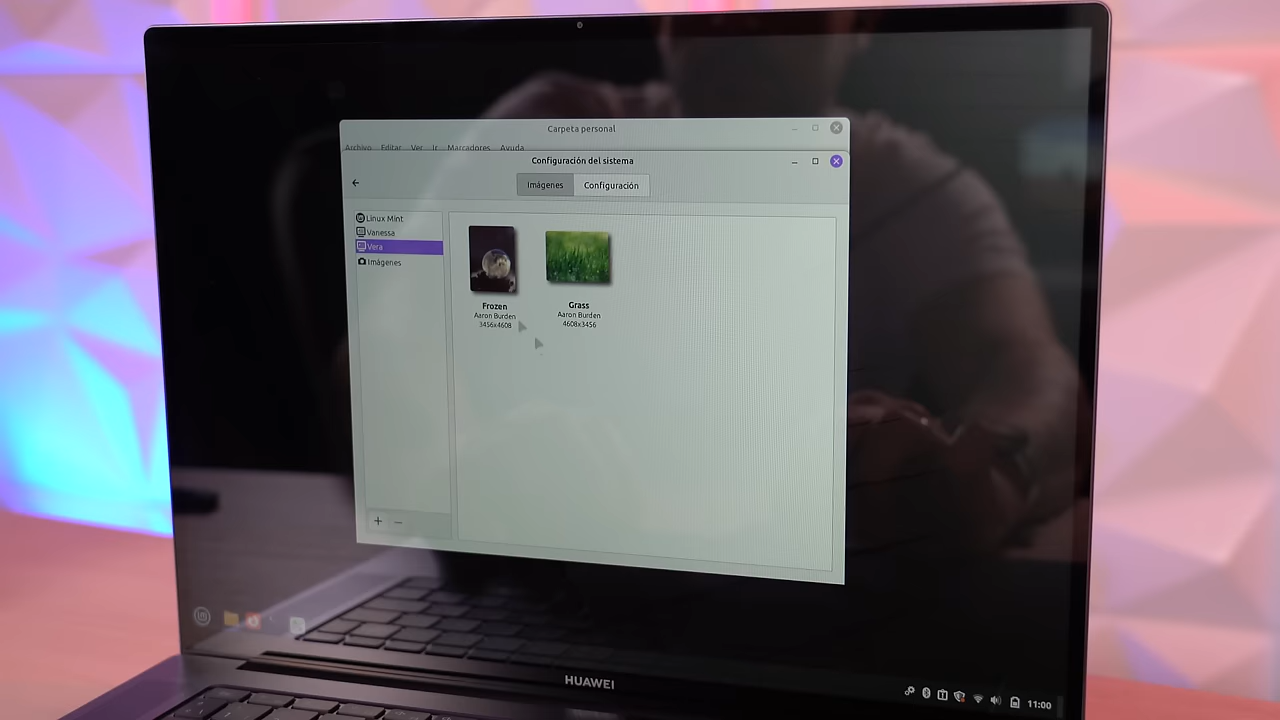 Carpeta personal
Archivo Editar Ver Ir Marcadores Ayuda
Configuración del sistema
Imágenes Configuración
Linux Mint
Vanessa
Vera
Imágenes
Frozen
Aaron Burden
3456x4608
Grass
Aaron Burden
4608x3456
HUAWEI
11:00